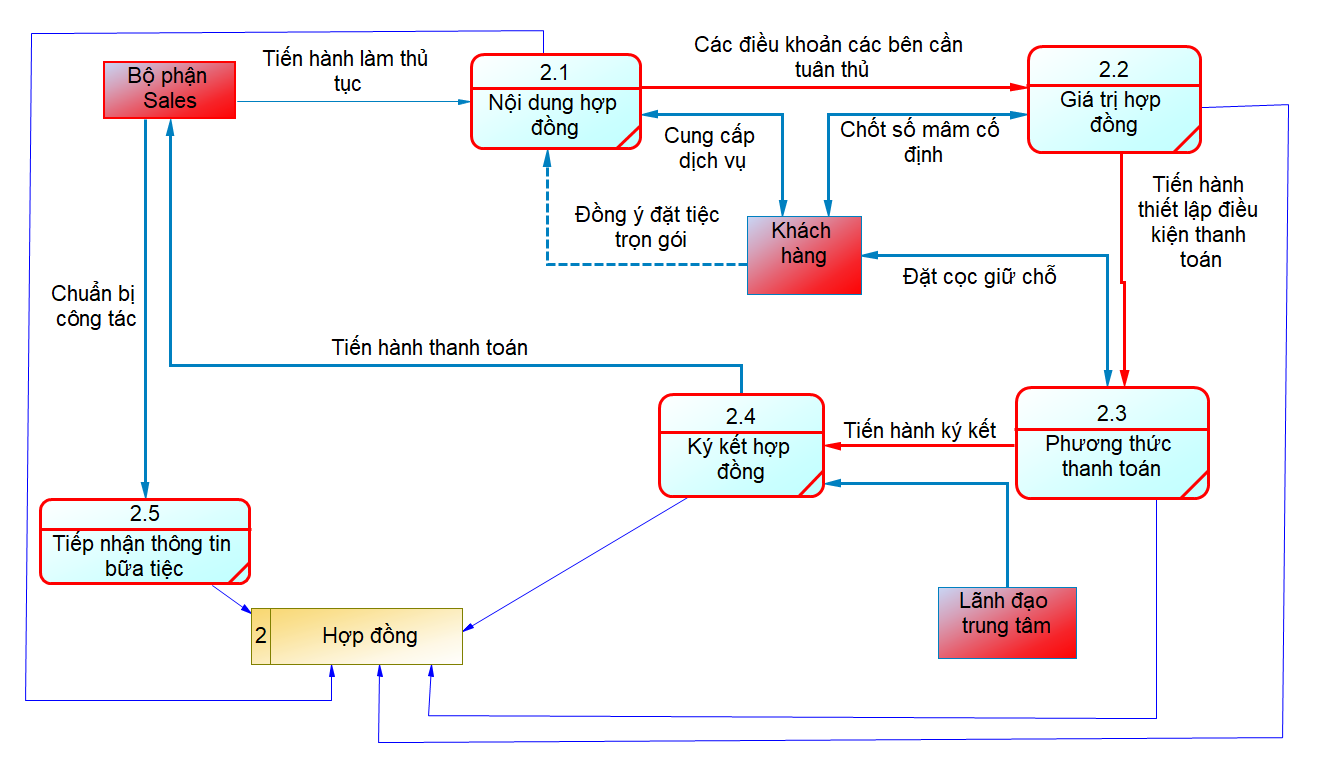 Bộ phận
Sales
Tiến hành làm thủ
tục
2.1
Nội dung hợp
đồng
Các điều khoản các bên cần
tuân thủ
2.2
Giá trị hợp
đồng
Cung cấp
dịch vụ
Chốt số mâm cố
định
Tiến hành
thiết lập điều
kiện thanh
toán
Đồng ý đặt tiệc
trọn gói
Khách
hàng
Đặt cọc giữ chỗ
Chuẩn bị
công tác
Tiến hành thanh toán
2.4
Ký kết hợp
đồng
Tiến hành ký kết
2.3
Phương thức
thanh toán
2.5
Tiếp nhận thông tin
bữa tiệc
2
Hợp đồng
Lãnh đạo
trung tâm